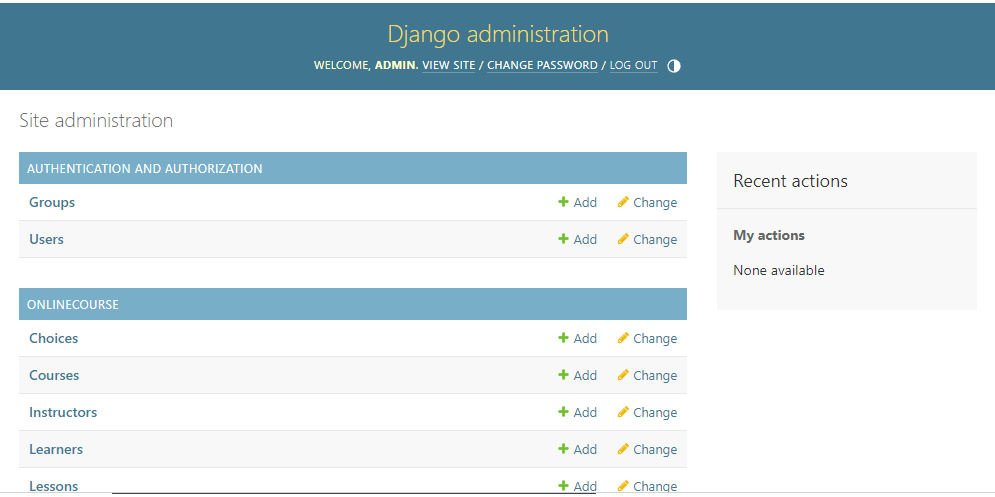 Django administration
WELCOME, ADMIN. VIEW SITE / CHANGE PASSWORD / LOG OUT
Site administration
AUTHENTICATION AND AUTHORIZATION
Groups Add Change
Users Add Change
ONLINECOURSE
Choices Add Change
Courses Add Change
Instructors Add Change
Learners Add Change
Lessons Add Change
Recent actions
My actions
None available